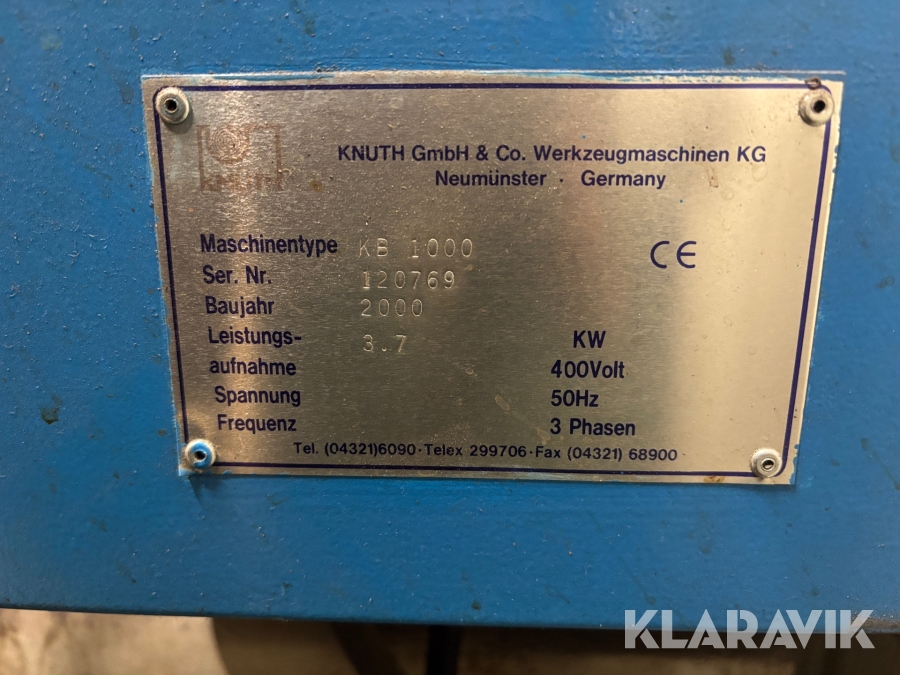 KNUTH
KNUTH GmbH & Co. Werkzeugmaschinen KG
Neumünster · Germany
Maschinentype KB 1000
CE
Ser. Nr. 120769
Baujahr 2000
Leistungs- 3.7 KW
aufnahme 400Volt
Spannung 50Hz
Frequenz 3 Phasen
Tel. (04321)6090·Telex 299706·Fax (04321) 68900
KLARAVIK